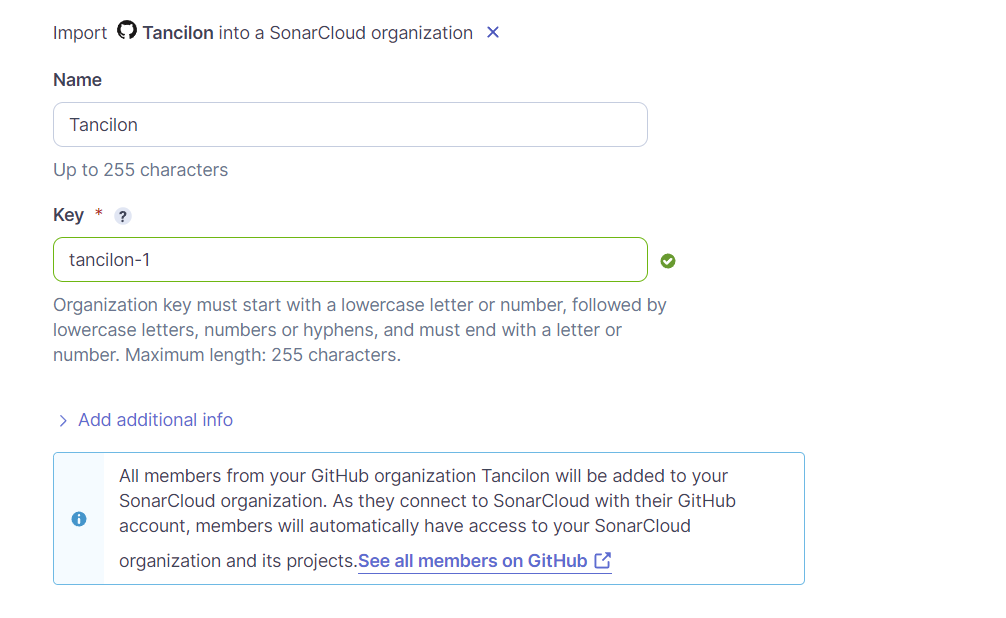 Import Tancilon into a SonarCloud organization
Name
Tancilon
Up to 255 characters
Key * ?
tancilon-1
Organization key must start with a lowercase letter or number, followed by
lowercase letters, numbers or hyphens, and must end with a letter or
number. Maximum length: 255 characters.
Add additional info
All members from your GitHub organization Tancilon will be added to your
SonarCloud organization. As they connect to SonarCloud with their GitHub
account, members will automatically have access to your SonarCloud
organization and its projects.See all members on GitHub